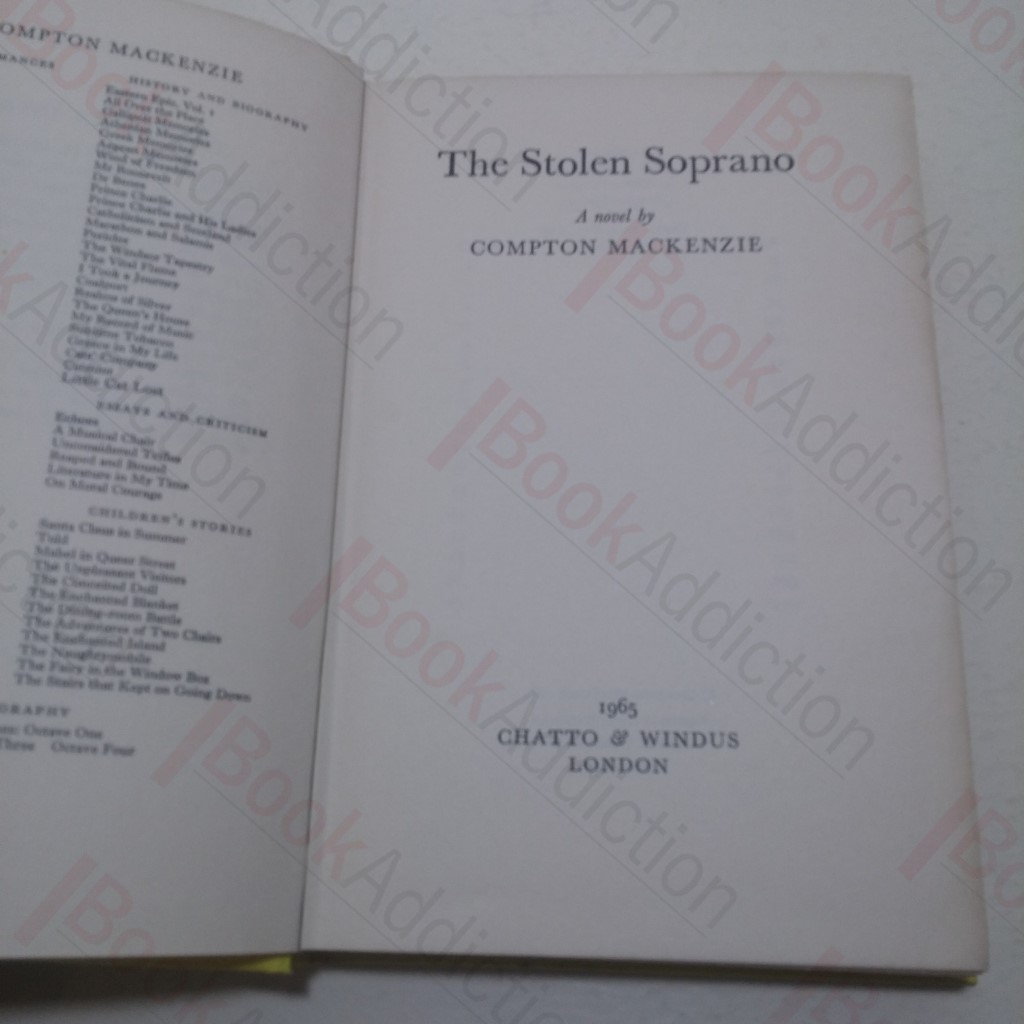 COMPTON MACKENZIE
HISTORY AND BIOGRAPHY
Eastern Epic, Vol. 1
All Over the Place
Gallipoli Memories
Athenian Memories
Greek Memories
Aegean Memories
Wind of Freedom
Mr Roosevelt
Dr Benes
Prince Charlie
Prince Charlie and His Ladies
Catholicism and Scotland
Marathon and Salamis
Pericles
The Windsor Tapestry
The Vital Flame
I Took a Journey
Coalport
Realms of Silver
The Queen's House
My Record of Music
Sublime Tobacco
Greece in My Life
Cats' Company
Catmint
Little Cat Lost
ESSAYS AND CRITICISM
Echoes
A Musical Chair
Unconsidered Trifles
Reaped and Bound
Literature in My Time
On Moral Courage
CHILDREN'S STORIES
Santa Claus in Summer
Told
Mabel in Queer Street
The Unpleasant Visitors
The Conceited Doll
The Enchanted Blanket
The Dining-room Battle
The Adventures of Two Chairs
The Enchanted Island
The Naughtymobile
The Fairy in the Window Box
The Stairs that Kept on Going Down
Octave One
Three Octave Four
The Stolen Soprano
A novel by
COMPTON MACKENZIE
1965
CHATTO & WINDUS
LONDON
BookAddiction